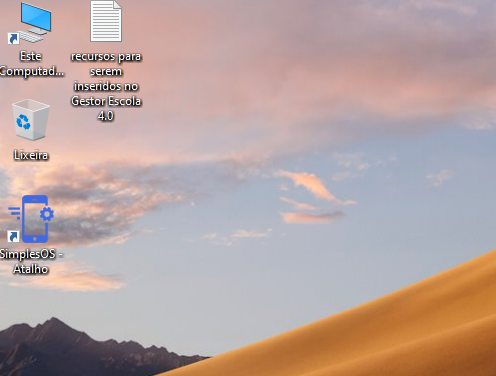 Este
Computad...
recursos para
serem
inseridos no
Gestor Escola
4.0
Lixeira
SimplesOS -
Atalho